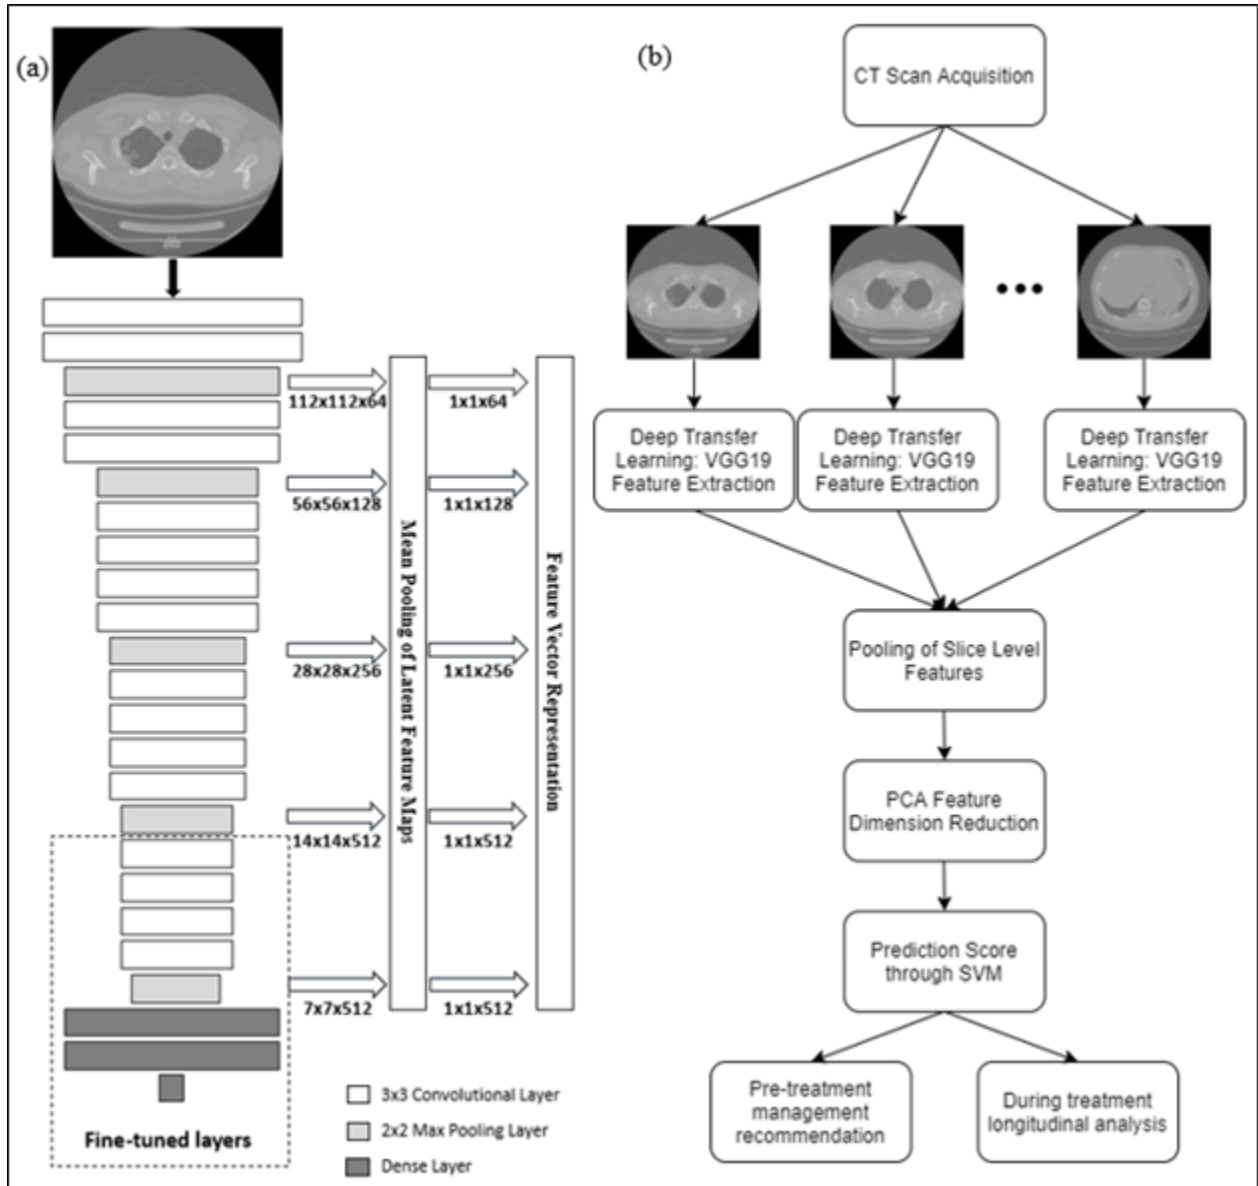 (a)
112x112x64
1x1x64
56x56x128
1x1x128
28x28x256
1x1x256
14x14x512
1x1x512
7x7x512
1x1x512
Mean Pooling of Latent Feature Maps
Feature Vector Representation
Fine-tuned layers
3x3 Convolutional Layer
2x2 Max Pooling Layer
Dense Layer
(b)
CT Scan Acquisition
Deep Transfer
Learning: VGG19
Feature Extraction
Deep Transfer
Learning: VGG19
Feature Extraction
Deep Transfer
Learning: VGG19
Feature Extraction
Pooling of Slice Level
Features
PCA Feature
Dimension Reduction
Prediction Score
through SVM
Pre-treatment
management
recommendation
During treatment
longitudinal analysis